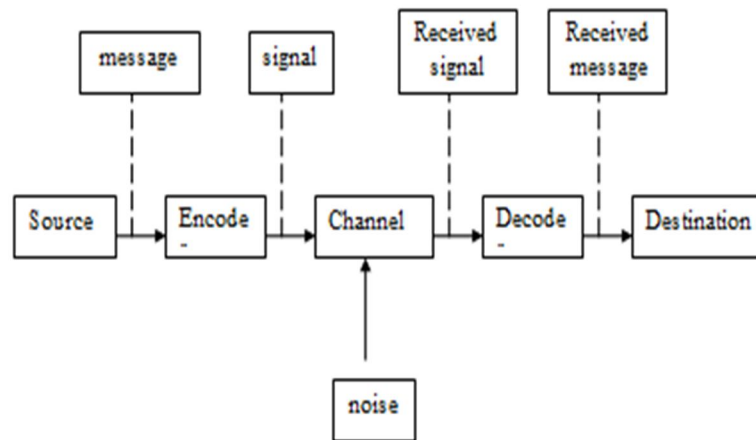 message
signal
Received
signal
Received
message
Source
Encode
Channel
Decode
Destination
noise